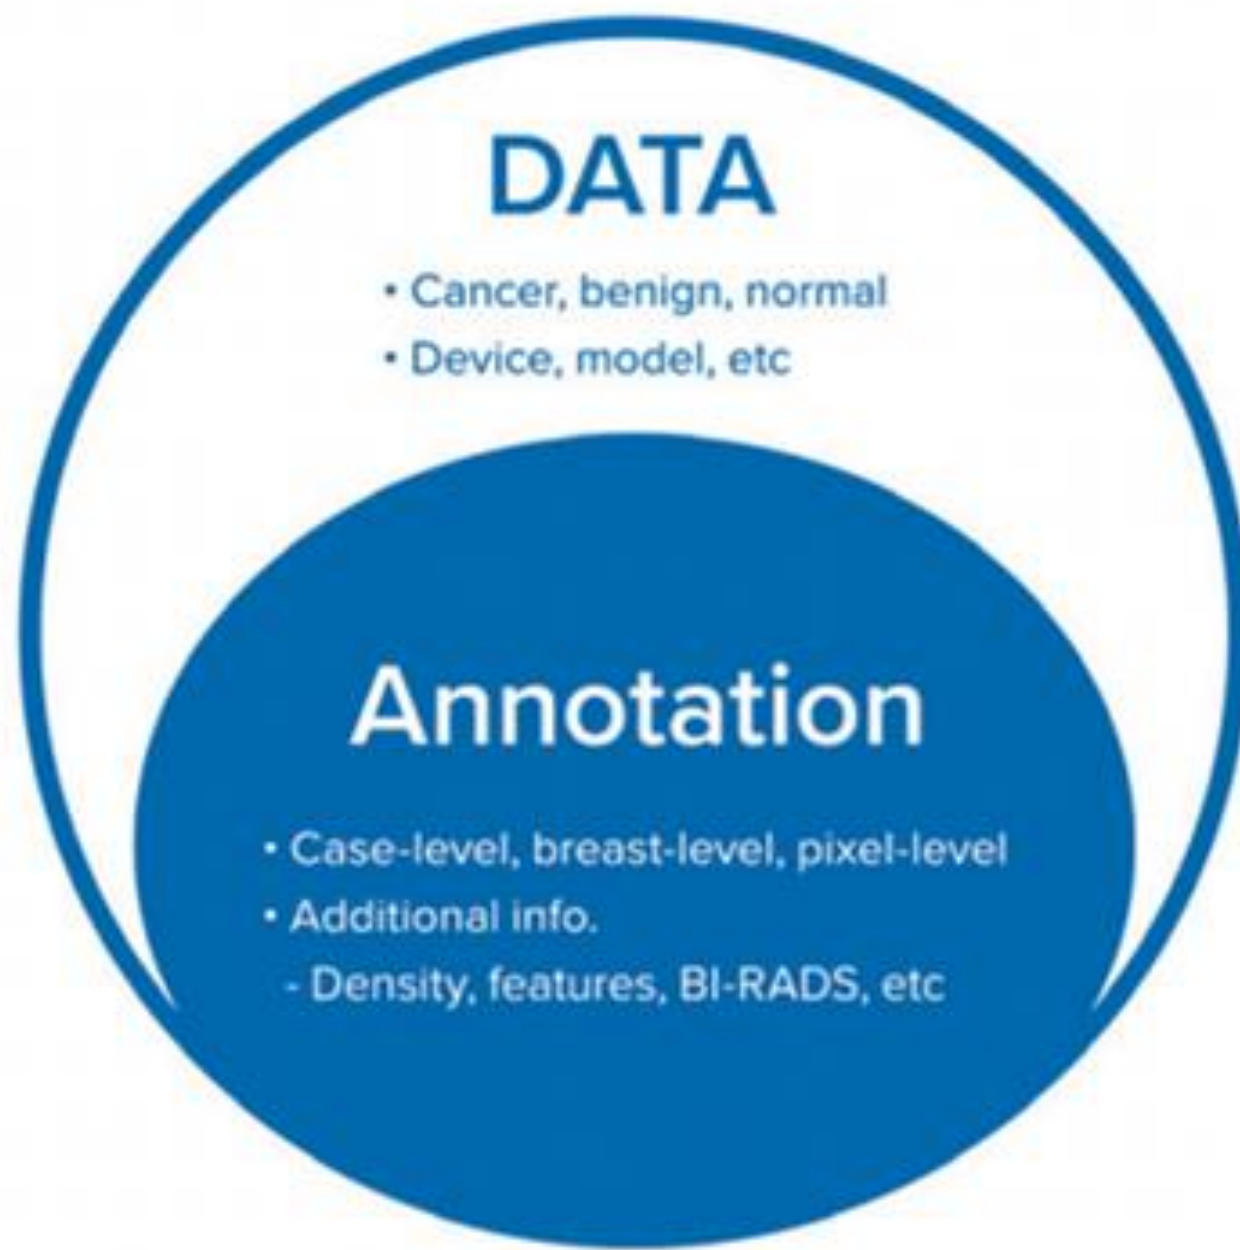 DATA
• Cancer, benign, normal
• Device, model, etc
Annotation
• Case-level, breast-level, pixel-level
• Additional info.
- Density, features, BI-RADS, etc